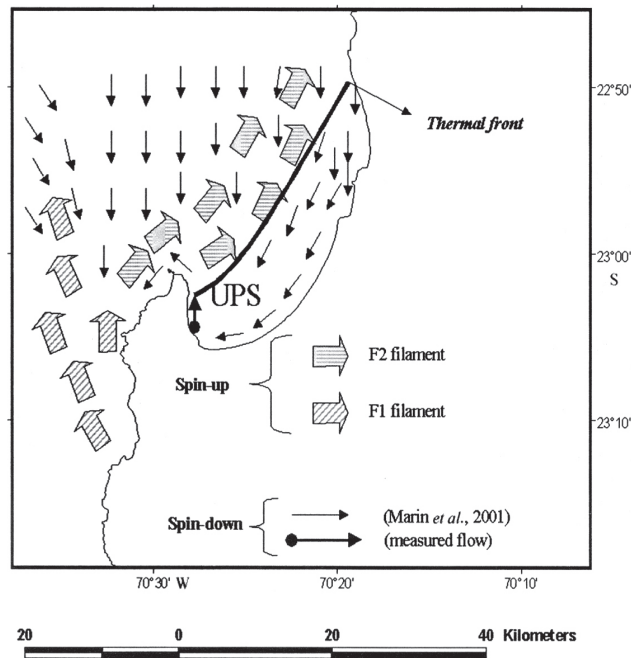 22°50'
Thermal front
23°00'
S
UPS
F2 filament
Spin-up
F1 filament
23°10'
Spin-down
(Marin et al., 2001)
(measured flow)
70°30' W
70°20'
70°10'
20 0 20 40 Kilometers